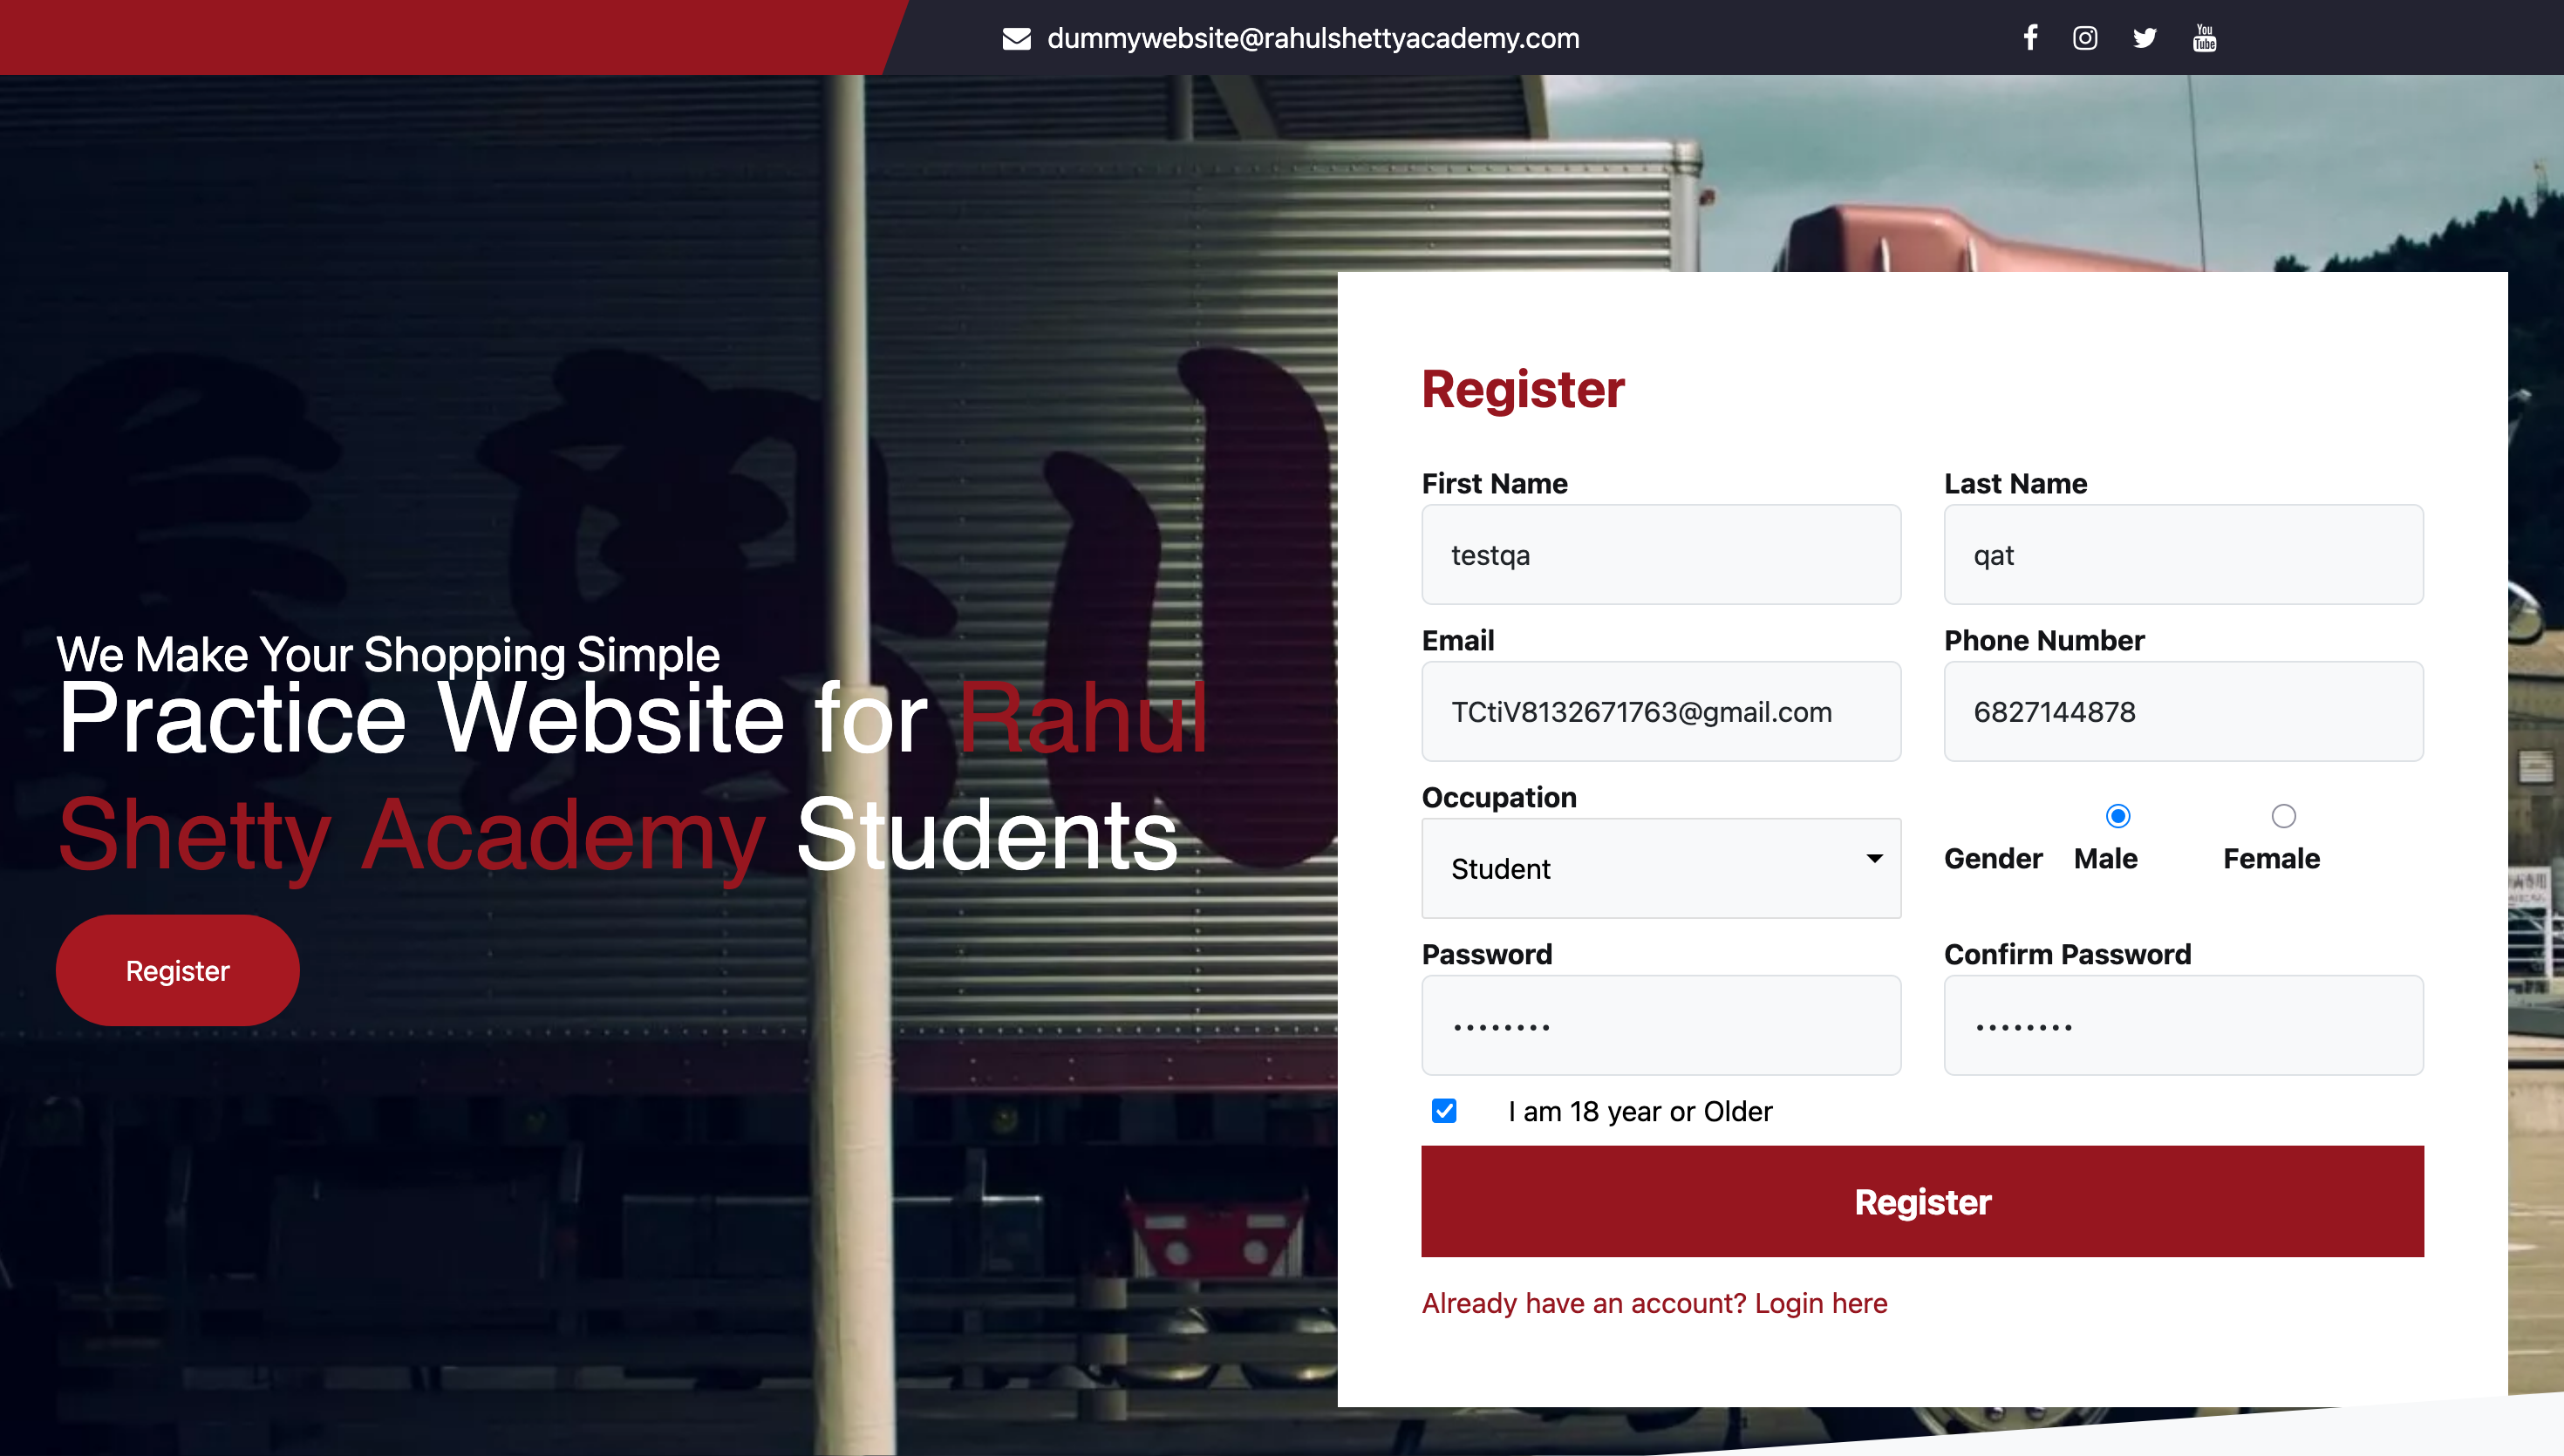 dummywebsite@rahulshettyacademy.com
You
Tube
We Make Your Shopping Simple
Practice Website for Rahul
Shetty Academy Students
Register
Register
First Name
Last Name
testqa
qat
Email
Phone Number
TCtiV8132671763@gmail.com
6827144878
Occupation
Student
Gender
Male
Female
Password
Confirm Password
••••••••
••••••••
I am 18 year or Older
Register
Already have an account? Login here